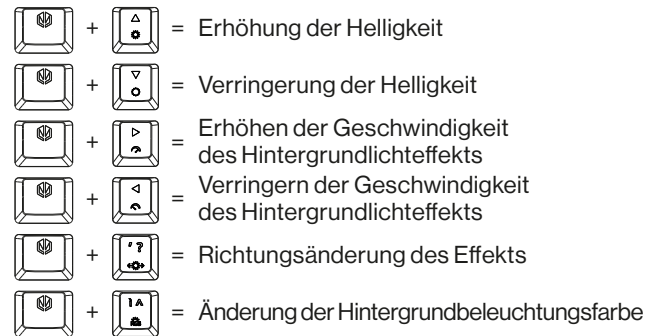 + = Erhöhung der Helligkeit
+ = Verringerung der Helligkeit
+ = Erhöhen der Geschwindigkeit
des Hintergrundlichteffekts
+ = Verringern der Geschwindigkeit
des Hintergrundlichteffekts
+ ' ? = Richtungsänderung des Effekts
+ 1 A = Änderung der Hintergrundbeleuchtungsfarbe